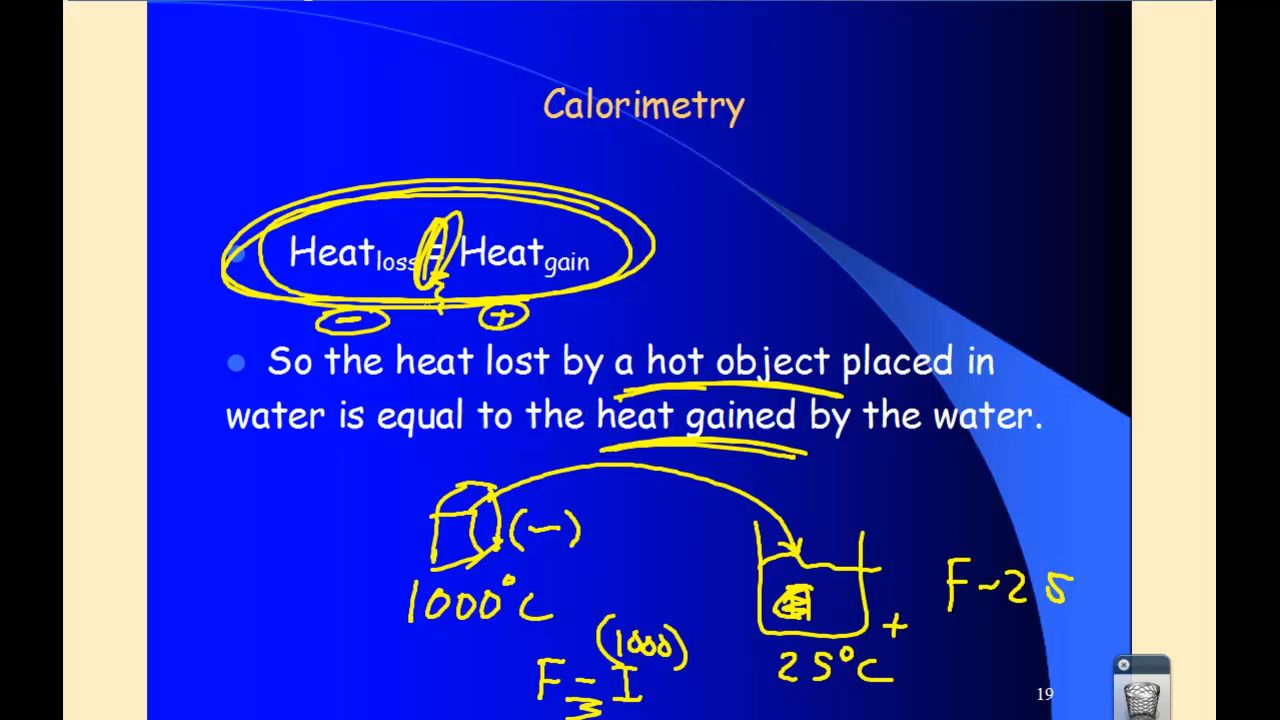 Calorimetry
Heatloss = Heatgain
− +
So the heat lost by a hot object placed in
water is equal to the heat gained by the water.
(−)
1000°C
F − 25
+
25°C
(1000)
F − I
19